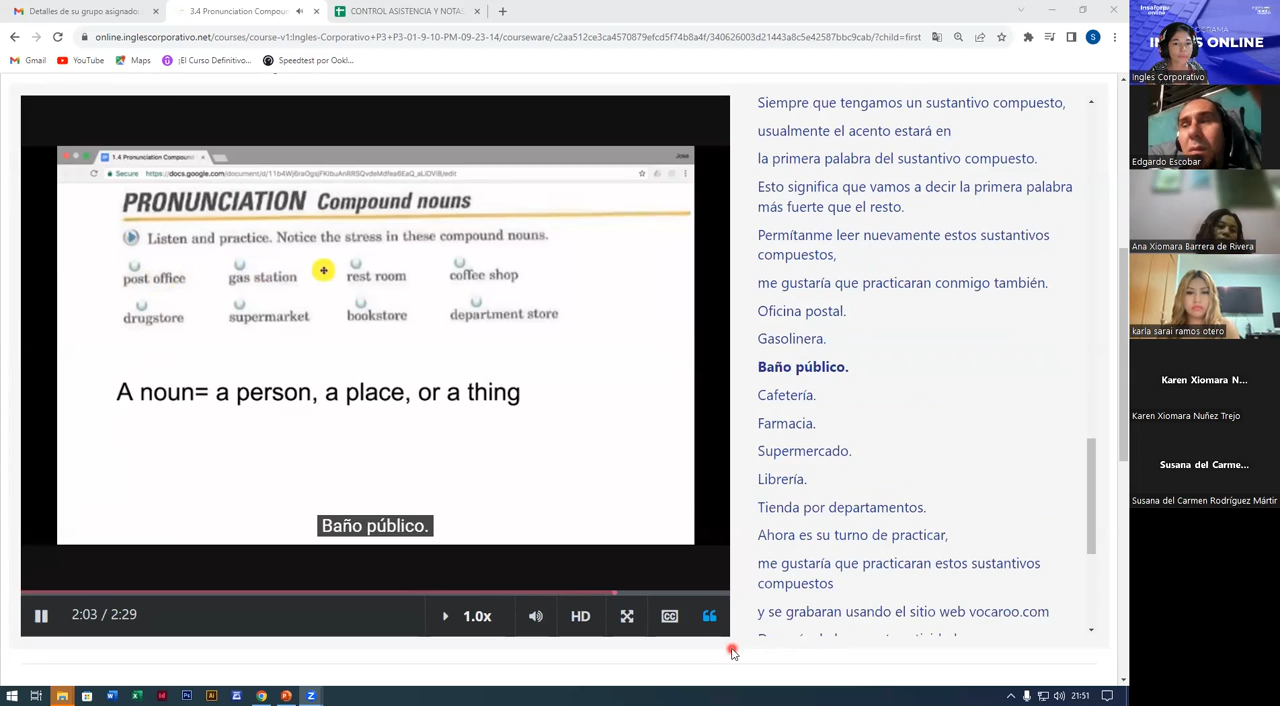 Detalles de su grupo asignado
3.4 Pronunciation Compou
CONTROL ASISTENCIA Y NOTAS
online.inglescorporativo.net/courses/course-v1:Ingles-Corporativo+P3+P3-01-9-10-PM-09-23-14/courseware/c2aa512ce3ca4570879efcd5f74b8a4f/340626003d21443a8c5e42587bbc9cab/?child=first
S
Gmail
YouTube
Maps
¡El Curso Definitivo...
Speedtest por Ookl...
1.4 Pronunciation Compound
Jose
Secure
PRONUNCIATION Compound nouns
Listen and practice. Notice the stress in these compound nouns.
post office gas station rest room coffee shop
drugstore supermarket bookstore department store
A noun= a person, a place, or a thing
Baño público.
2:03 / 2:29
1.0x
HD
CC
Siempre que tengamos un sustantivo compuesto,
usualmente el acento estará en
la primera palabra del sustantivo compuesto.
Esto significa que vamos a decir la primera palabra
más fuerte que el resto.
Permítanme leer nuevamente estos sustantivos
compuestos,
me gustaría que practicaran conmigo también.
Oficina postal.
Gasolinera.
Baño público.
Cafetería.
Farmacia.
Supermercado.
Librería.
Tienda por departamentos.
Ahora es su turno de practicar,
me gustaría que practicaran estos sustantivos
compuestos
y se grabaran usando el sitio web vocaroo.com
ONLINE
Ingles Corporativo
Edgardo Escobar
Ana Xiomara Barrera de Rivera
karla sarai ramos otero
Karen Xiomara N...
Karen Xiomara Nuñez Trejo
Susana del Carme...
Susana del Carmen Rodríguez Mártir
21:51